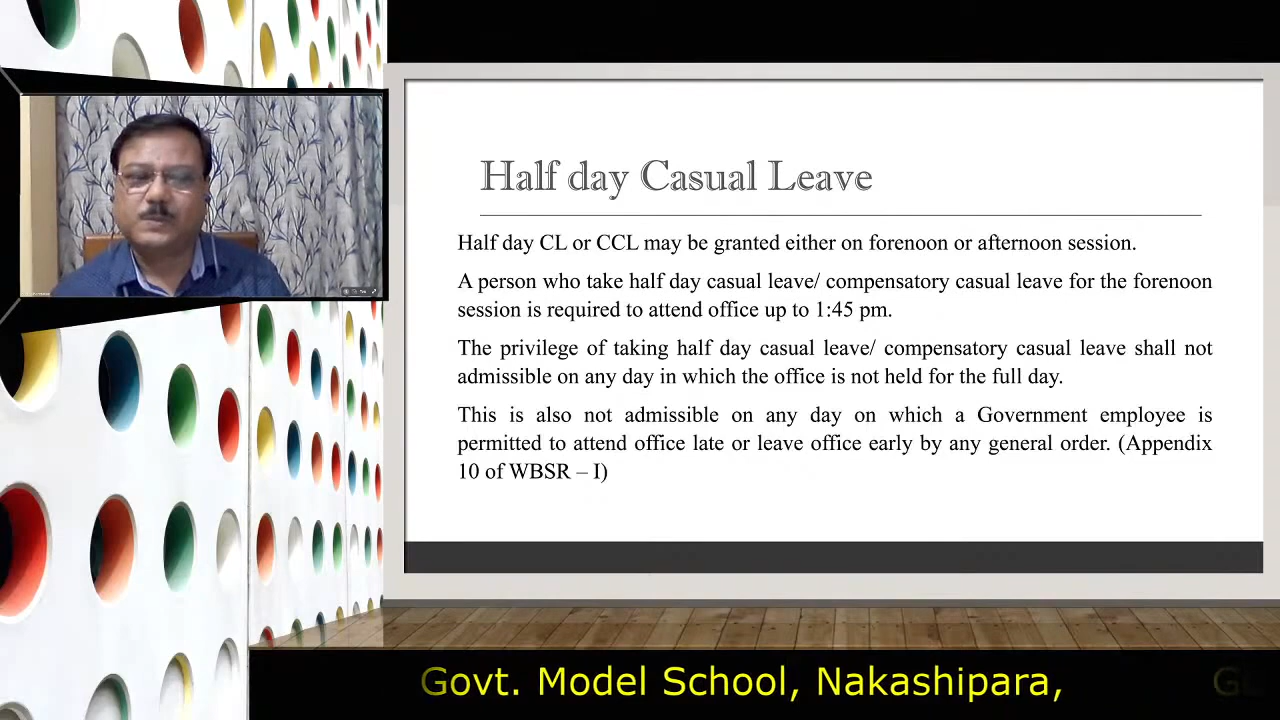 Half day Casual Leave
Half day CL or CCL may be granted either on forenoon or afternoon session.
A person who take half day casual leave/ compensatory casual leave for the forenoon
session is required to attend office up to 1:45 pm.
The privilege of taking half day casual leave/ compensatory casual leave shall not
admissible on any day in which the office is not held for the full day.
This is also not admissible on any day on which a Government employee is
permitted to attend office late or leave office early by any general order. (Appendix
10 of WBSR – I)
Govt. Model School, Nakashipara,